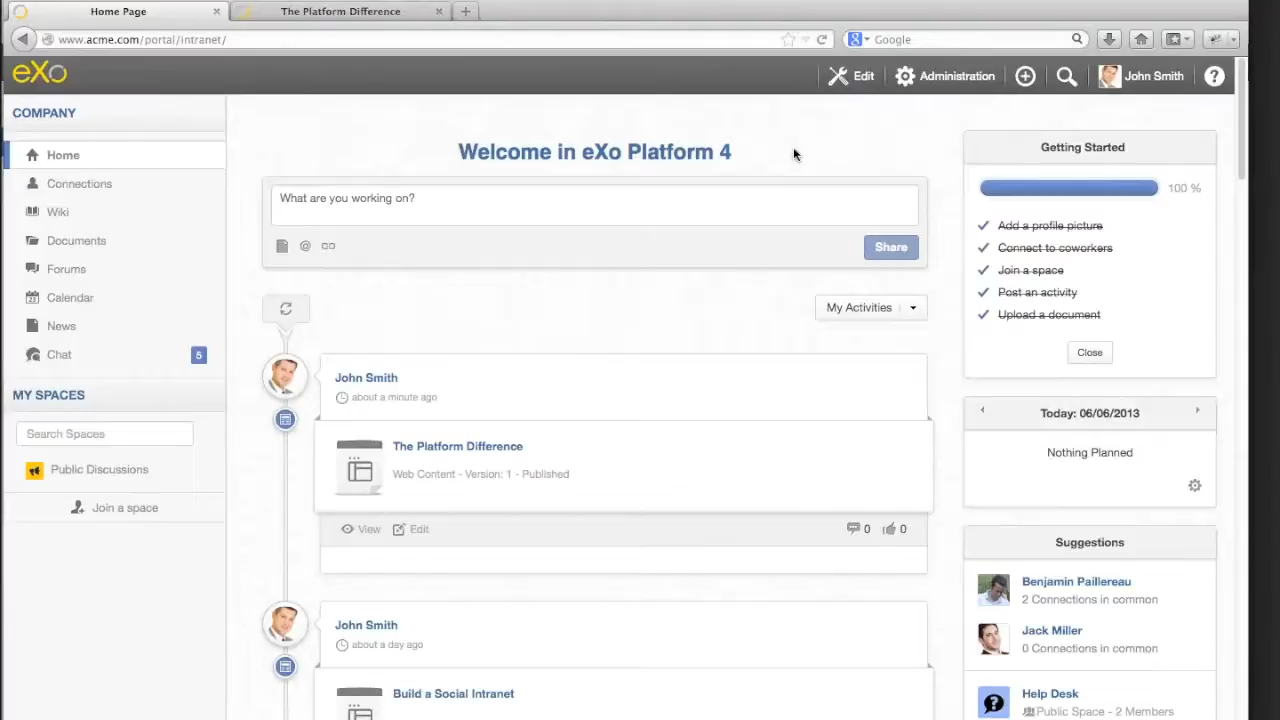 Home Page
The Platform Difference
www.acme.com/portal/intranet/
Google
eXo
Edit
Administration
John Smith
?
COMPANY
Home
Connections
Wiki
Documents
Forums
Calendar
News
Chat
5
MY SPACES
Search Spaces
Public Discussions
Join a space
Welcome in eXo Platform 4
What are you working on?
@
Share
My Activities
John Smith
about a minute ago
The Platform Difference
Web Content - Version: 1 - Published
View
Edit
0
0
John Smith
about a day ago
Build a Social Intranet
Getting Started
100 %
Add a profile picture
Connect to coworkers
Join a space
Post an activity
Upload a document
Close
Today: 06/06/2013
Nothing Planned
Suggestions
Benjamin Paillereau
2 Connections in common
Jack Miller
0 Connections in common
Help Desk
Public Space - 2 Members